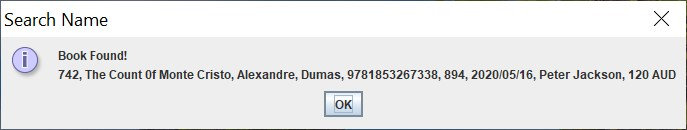 Search Name
Book Found!
742, The Count 0f Monte Cristo, Alexandre, Dumas, 9781853267338, 894, 2020/05/16, Peter Jackson, 120 AUD
OK